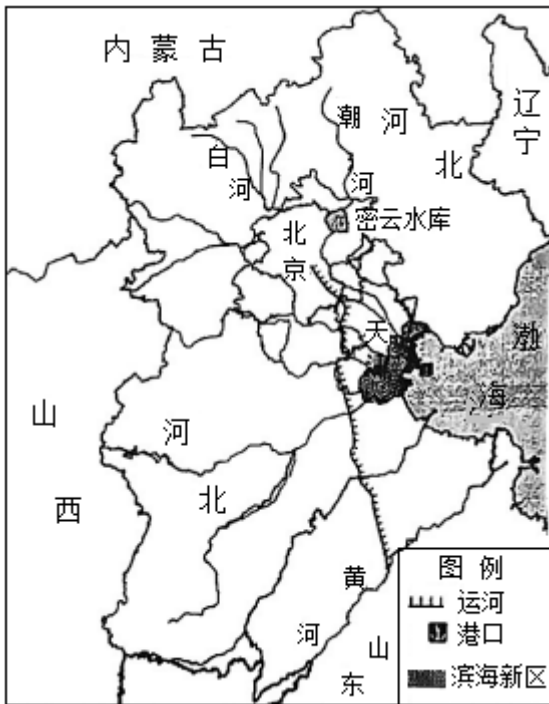 内蒙古
辽宁
潮河
河北
白河
密云水库
北京
天津
渤海
山西
河北
黄河
山东
图例
运河
港口
滨海新区